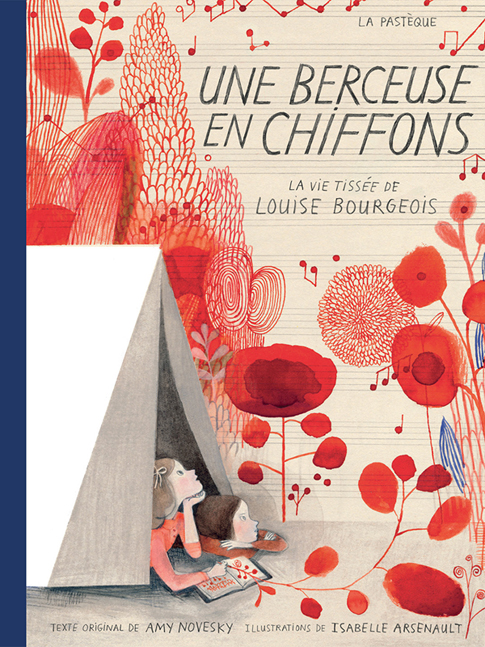 LA PASTÈQUE
UNE BERCEUSE
EN CHIFFONS
LA VIE TISSÉE DE
LOUISE BOURGEOIS
TEXTE ORIGINAL DE AMY NOVESKY ILLUSTRATIONS DE ISABELLE ARSENAULT